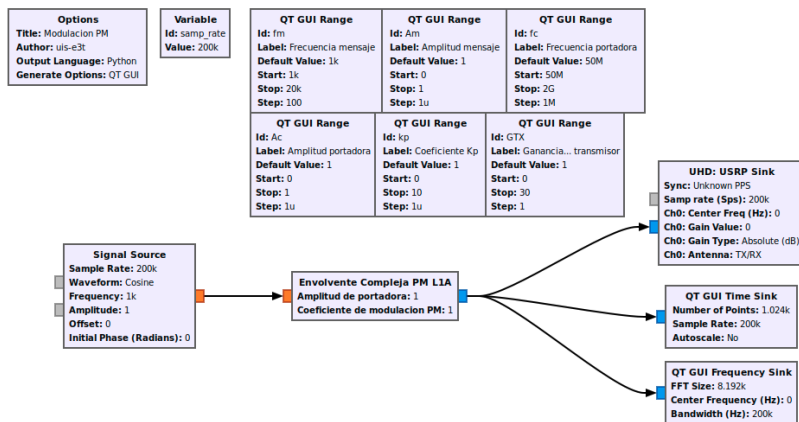 Options
Title: Modulacion PM
Author: uis-e3t
Output Language: Python
Generate Options: QT GUI
Variable
Id: samp_rate
Value: 200k
QT GUI Range
Id: fm
Label: Frecuencia mensaje
Default Value: 1k
Start: 1k
Stop: 20k
Step: 100
QT GUI Range
Id: Am
Label: Amplitud mensaje
Default Value: 1
Start: 0
Stop: 1
Step: 1u
QT GUI Range
Id: fc
Label: Frecuencia portadora
Default Value: 50M
Start: 50M
Stop: 2G
Step: 1M
QT GUI Range
Id: Ac
Label: Amplitud portadora
Default Value: 1
Start: 0
Stop: 1
Step: 1u
QT GUI Range
Id: kp
Label: Coeficiente Kp
Default Value: 1
Start: 0
Stop: 10
Step: 1u
QT GUI Range
Id: GTX
Label: Ganancia... transmisor
Default Value: 1
Start: 0
Stop: 30
Step: 1
Signal Source
Sample Rate: 200k
Waveform: Cosine
Frequency: 1k
Amplitude: 1
Offset: 0
Initial Phase (Radians): 0
Envolvente Compleja PM L1A
Amplitud de portadora: 1
Coeficiente de modulacion PM: 1
UHD: USRP Sink
Sync: Unknown PPS
Samp rate (Sps): 200k
Ch0: Center Freq (Hz): 0
Ch0: Gain Value: 0
Ch0: Gain Type: Absolute (dB)
Ch0: Antenna: TX/RX
QT GUI Time Sink
Number of Points: 1.024k
Sample Rate: 200k
Autoscale: No
QT GUI Frequency Sink
FFT Size: 8.192k
Center Frequency (Hz): 0
Bandwidth (Hz): 200k